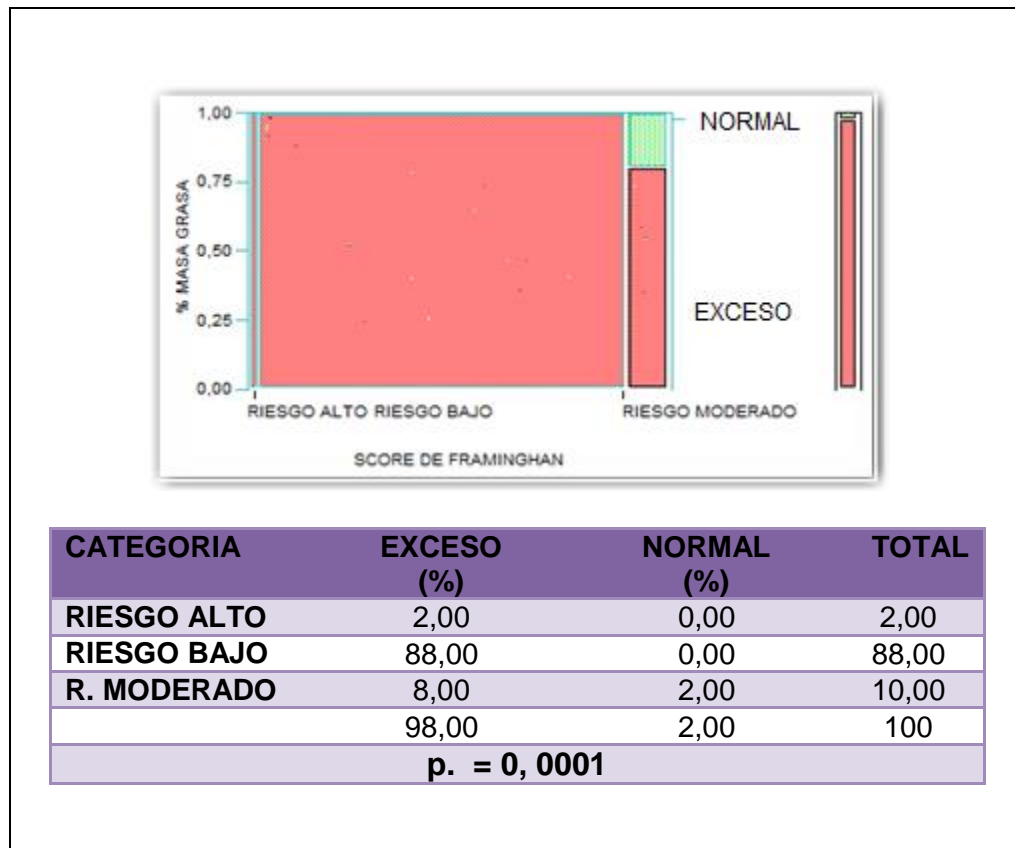 1,00
NORMAL
0,75
% MASA GRASA
0,50
EXCESO
0,25
0,00
RIESGO ALTO RIESGO BAJO RIESGO MODERADO
SCORE DE FRAMINGHAN
CATEGORIA EXCESO (%) NORMAL (%) TOTAL
RIESGO ALTO 2,00 0,00 2,00
RIESGO BAJO 88,00 0,00 88,00
R. MODERADO 8,00 2,00 10,00
98,00 2,00 100
p. = 0, 0001